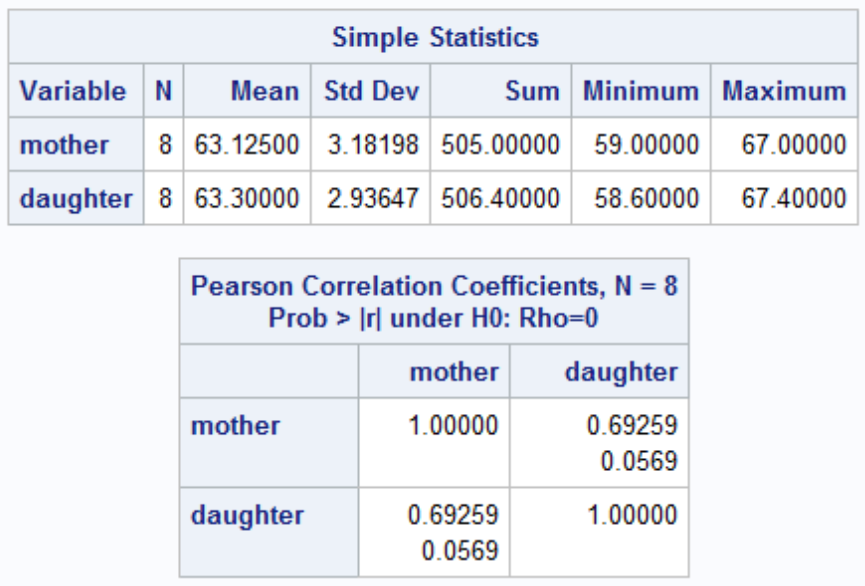 Simple Statistics
Variable N Mean Std Dev Sum Minimum Maximum
mother 8 63.12500 3.18198 505.00000 59.00000 67.00000
daughter 8 63.30000 2.93647 506.40000 58.60000 67.40000
Pearson Correlation Coefficients, N = 8
Prob > |r| under H0: Rho=0
mother daughter
mother 1.00000 0.69259
0.0569
daughter 0.69259 1.00000
0.0569